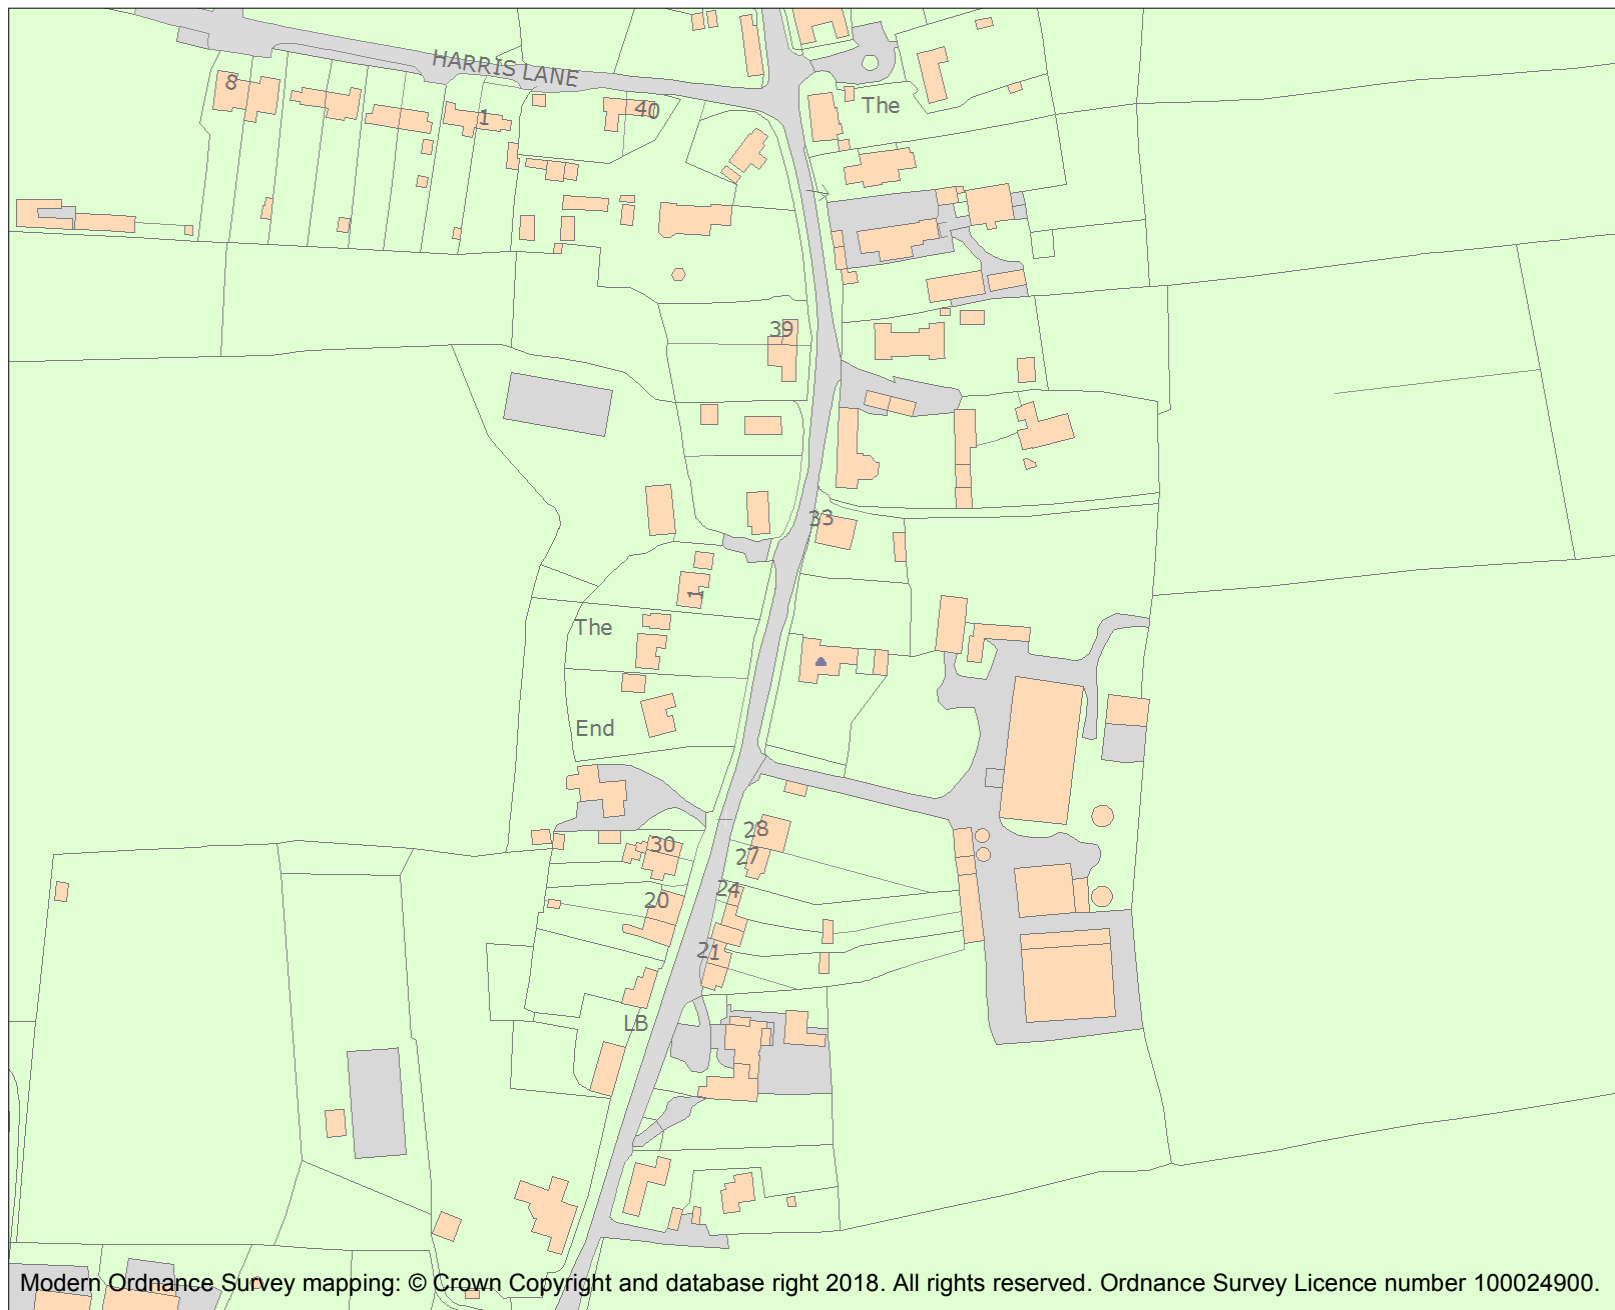 HARRIS LANE
8
1
40
The
39
33
1
The
End
28
30
27
24
20
21
LB
Modern Ordnance Survey mapping: © Crown Copyright and database right 2018. All rights reserved. Ordnance Survey Licence number 100024900.